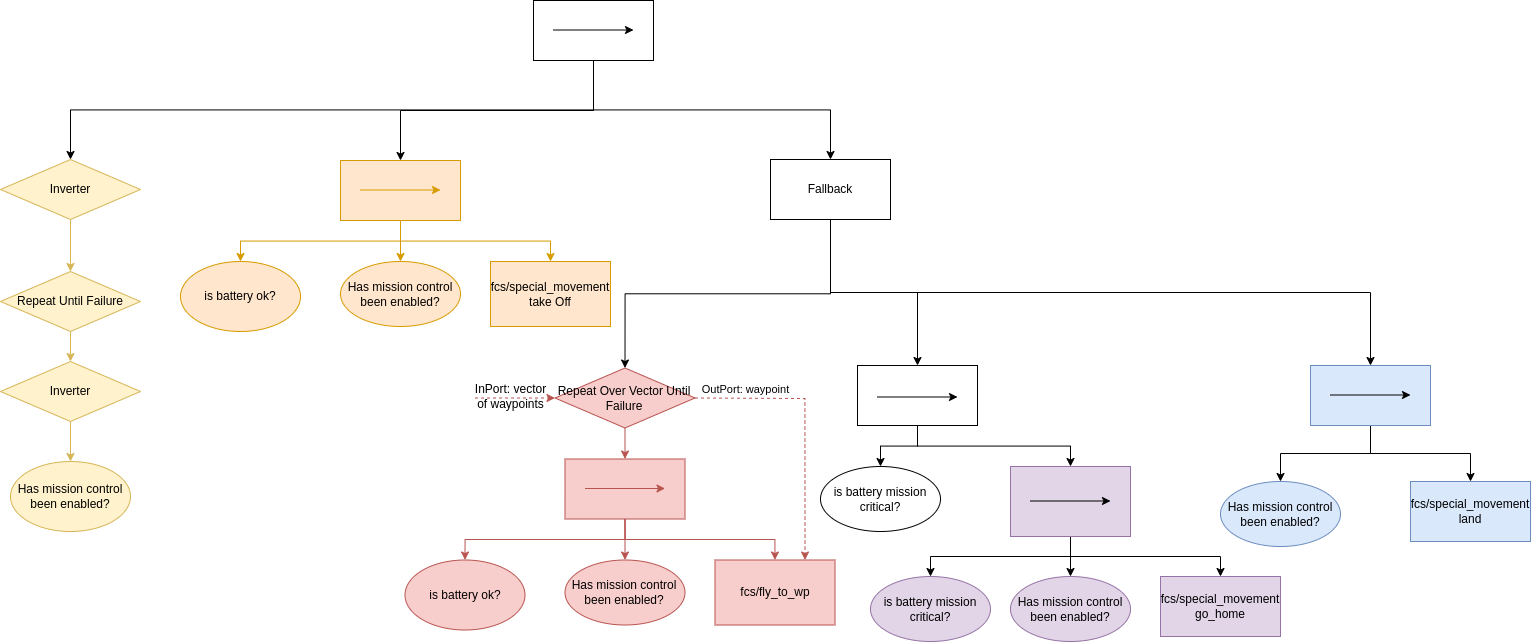 Inverter
Fallback
Repeat Until Failure
is battery ok?
Has mission control
been enabled?
fcs/special_movement
take Off
Inverter
InPort: vector
of waypoints
Repeat Over Vector Until
Failure
OutPort: waypoint
Has mission control
been enabled?
is battery mission
critical?
Has mission control
been enabled?
fcs/special_movement
land
is battery ok?
Has mission control
been enabled?
fcs/fly_to_wp
is battery mission
critical?
Has mission control
been enabled?
fcs/special_movement
go_home